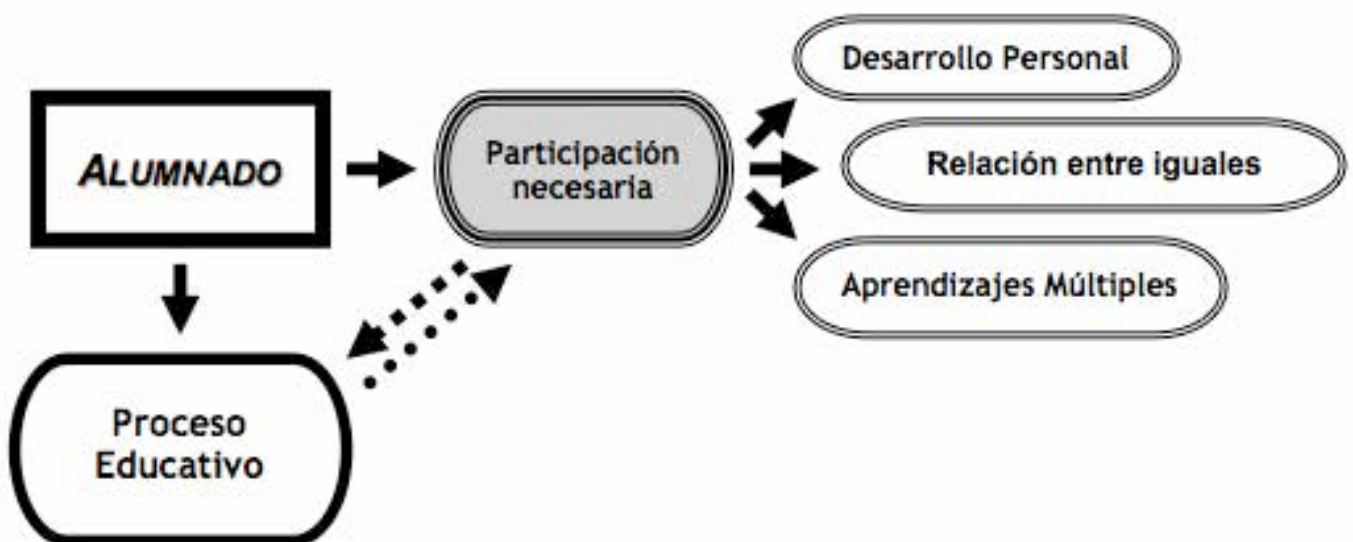 Desarrollo Personal
ALUMNADO
Participación
necesaria
Relación entre iguales
Aprendizajes Múltiples
Proceso
Educativo